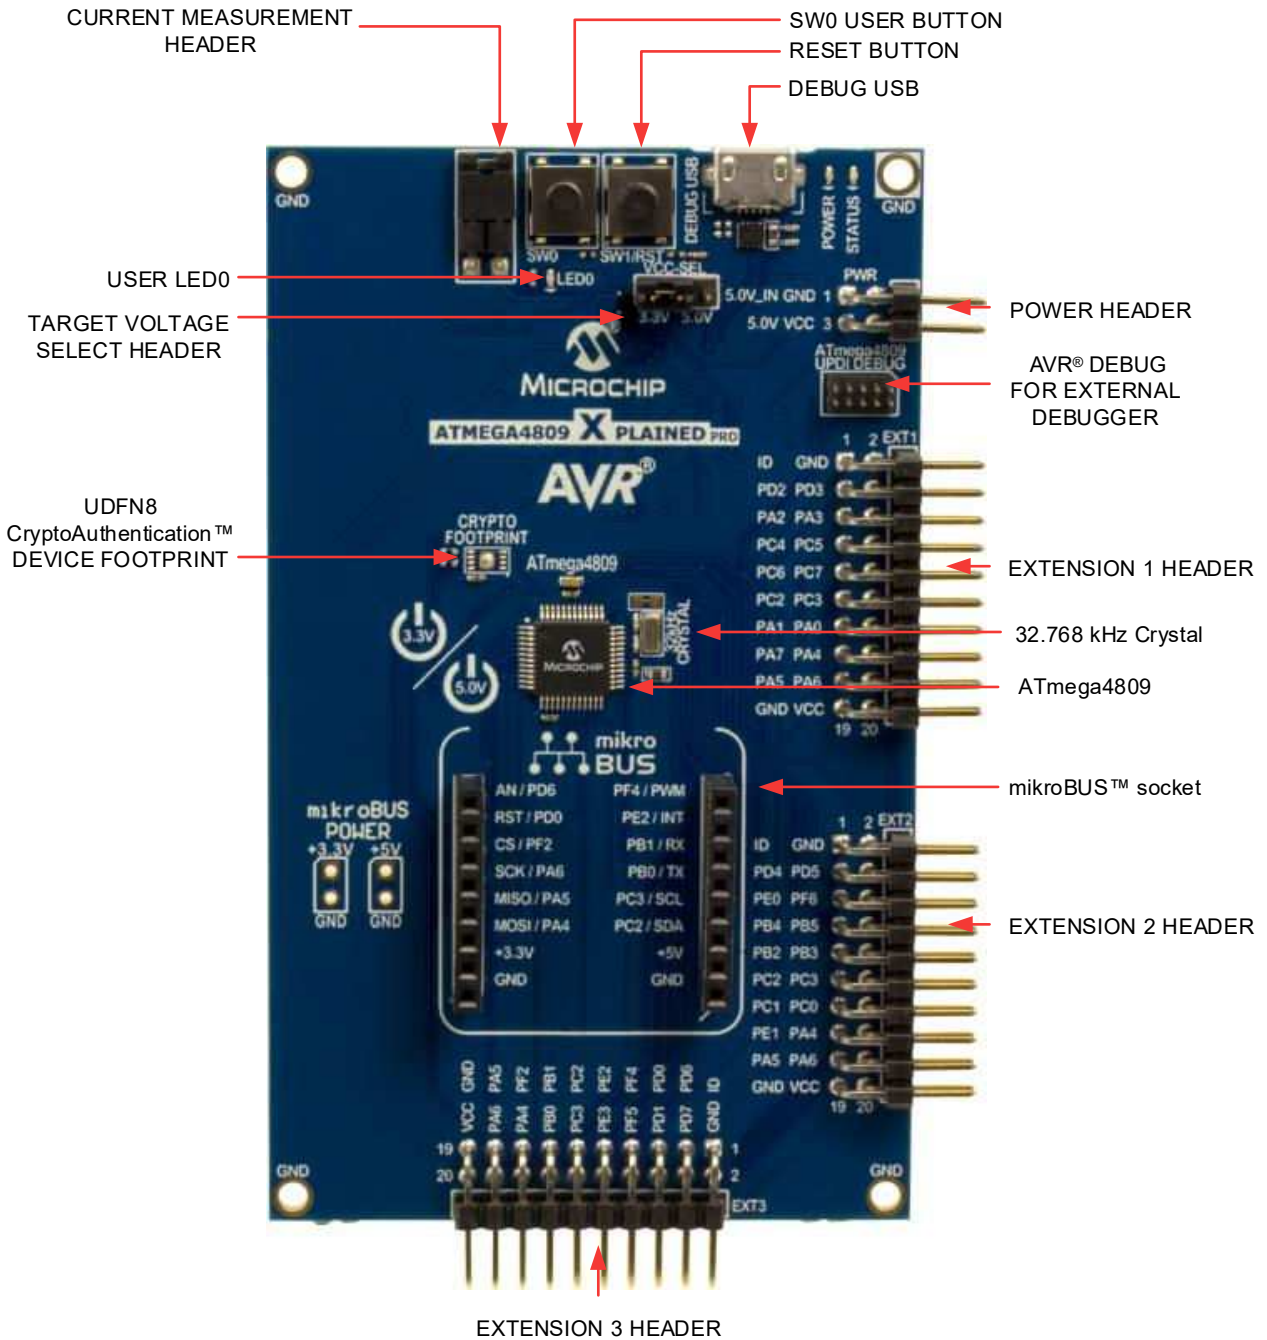 CURRENT MEASUREMENT
HEADER
SW0 USER BUTTON
RESET BUTTON
DEBUG USB
GND
SW0
SW1/RST
DEBUG USB
POWER
STATUS
GND
USER LED0
LED0
VCC-SEL
3.3V 5.0V
PWR
5.0V_IN GND 1
5.0V VCC 3
POWER HEADER
TARGET VOLTAGE
SELECT HEADER
MICROCHIP
ATmega4809
UPDI DEBUG
AVR® DEBUG
FOR EXTERNAL
DEBUGGER
ATMEGA4809 X PLAINED PRO
AVR®
1 2 EXT1
ID GND
PD2 PD3
PA2 PA3
PC4 PC5
PC6 PC7
PC2 PC3
PA1 PA0
PA7 PA4
PA5 PA6
GND VCC
19 20
EXTENSION 1 HEADER
UDFN8
CryptoAuthentication™
DEVICE FOOTPRINT
CRYPTO
FOOTPRINT
ATmega4809
3.3V
5.0V
MICROCHIP
32kHz
CRYSTAL
32.768 kHz Crystal
ATmega4809
mikro
BUS
mikroBUS™ socket
AN / PD6 PF4 / PWM
RST / PD0 PE2 / INT
CS / PF2 PB1 / RX
SCK / PA6 PB0 / TX
MISO / PA5 PC3 / SCL
MOSI / PA4 PC2 / SDA
+3.3V +5V
GND GND
mikroBUS
POWER
+3.3V +5V
GND GND
1 2 EXT2
ID GND
PD4 PD5
PE0 PF6
PB4 PB5
PB2 PB3
PC2 PC3
PC1 PC0
PE1 PA4
PA5 PA6
GND VCC
19 20
EXTENSION 2 HEADER
GND PA5 PF2 PB1 PC2 PE2 PF4 PD0 PD6 ID
VCC PA6 PA4 PB0 PC3 PE3 PF5 PD1 PD7 GND
19 1
20 2
EXT3
GND
GND
EXTENSION 3 HEADER